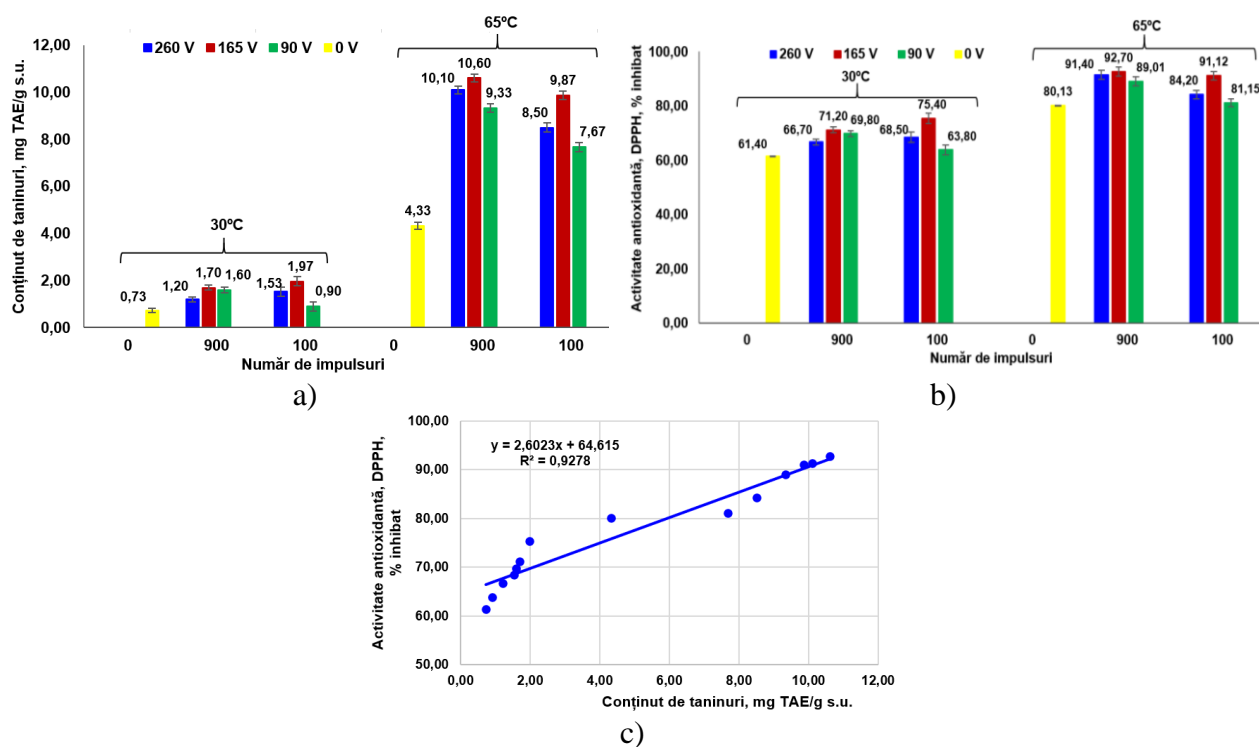 65ºC
12,00
260 V 165 V 90 V 0 V
10,60
10,10
9,87
10,00
9,33
8,50
7,67
8,00
6,00
4,33
4,00
30ºC
2,00
0,73
1,20
1,70
1,60
1,53
1,97
0,90
0,00
0 900 100 0 900 100
Număr de impulsuri
Conținut de taninuri, mg TAE/g s.u.
a)
65ºC
100,00
260 V 165 V 90 V 0 V
91,40
92,70
89,01
91,12
84,20
81,15
80,13
30ºC
80,00
75,40
71,20
69,80
66,70
68,50
63,80
61,40
60,00
40,00
20,00
0,00
0 900 100 0 900 100
Număr de impulsuri
Activitate antioxidantă, DPPH, % inhibat
b)
100,00
y = 2,6023x + 64,615
R² = 0,9278
90,00
80,00
70,00
60,00
50,00
0,00 2,00 4,00 6,00 8,00 10,00 12,00
Conținut de taninuri, mg TAE/g s.u.
Activitate antioxidantă, DPPH,
% inhibat
c)